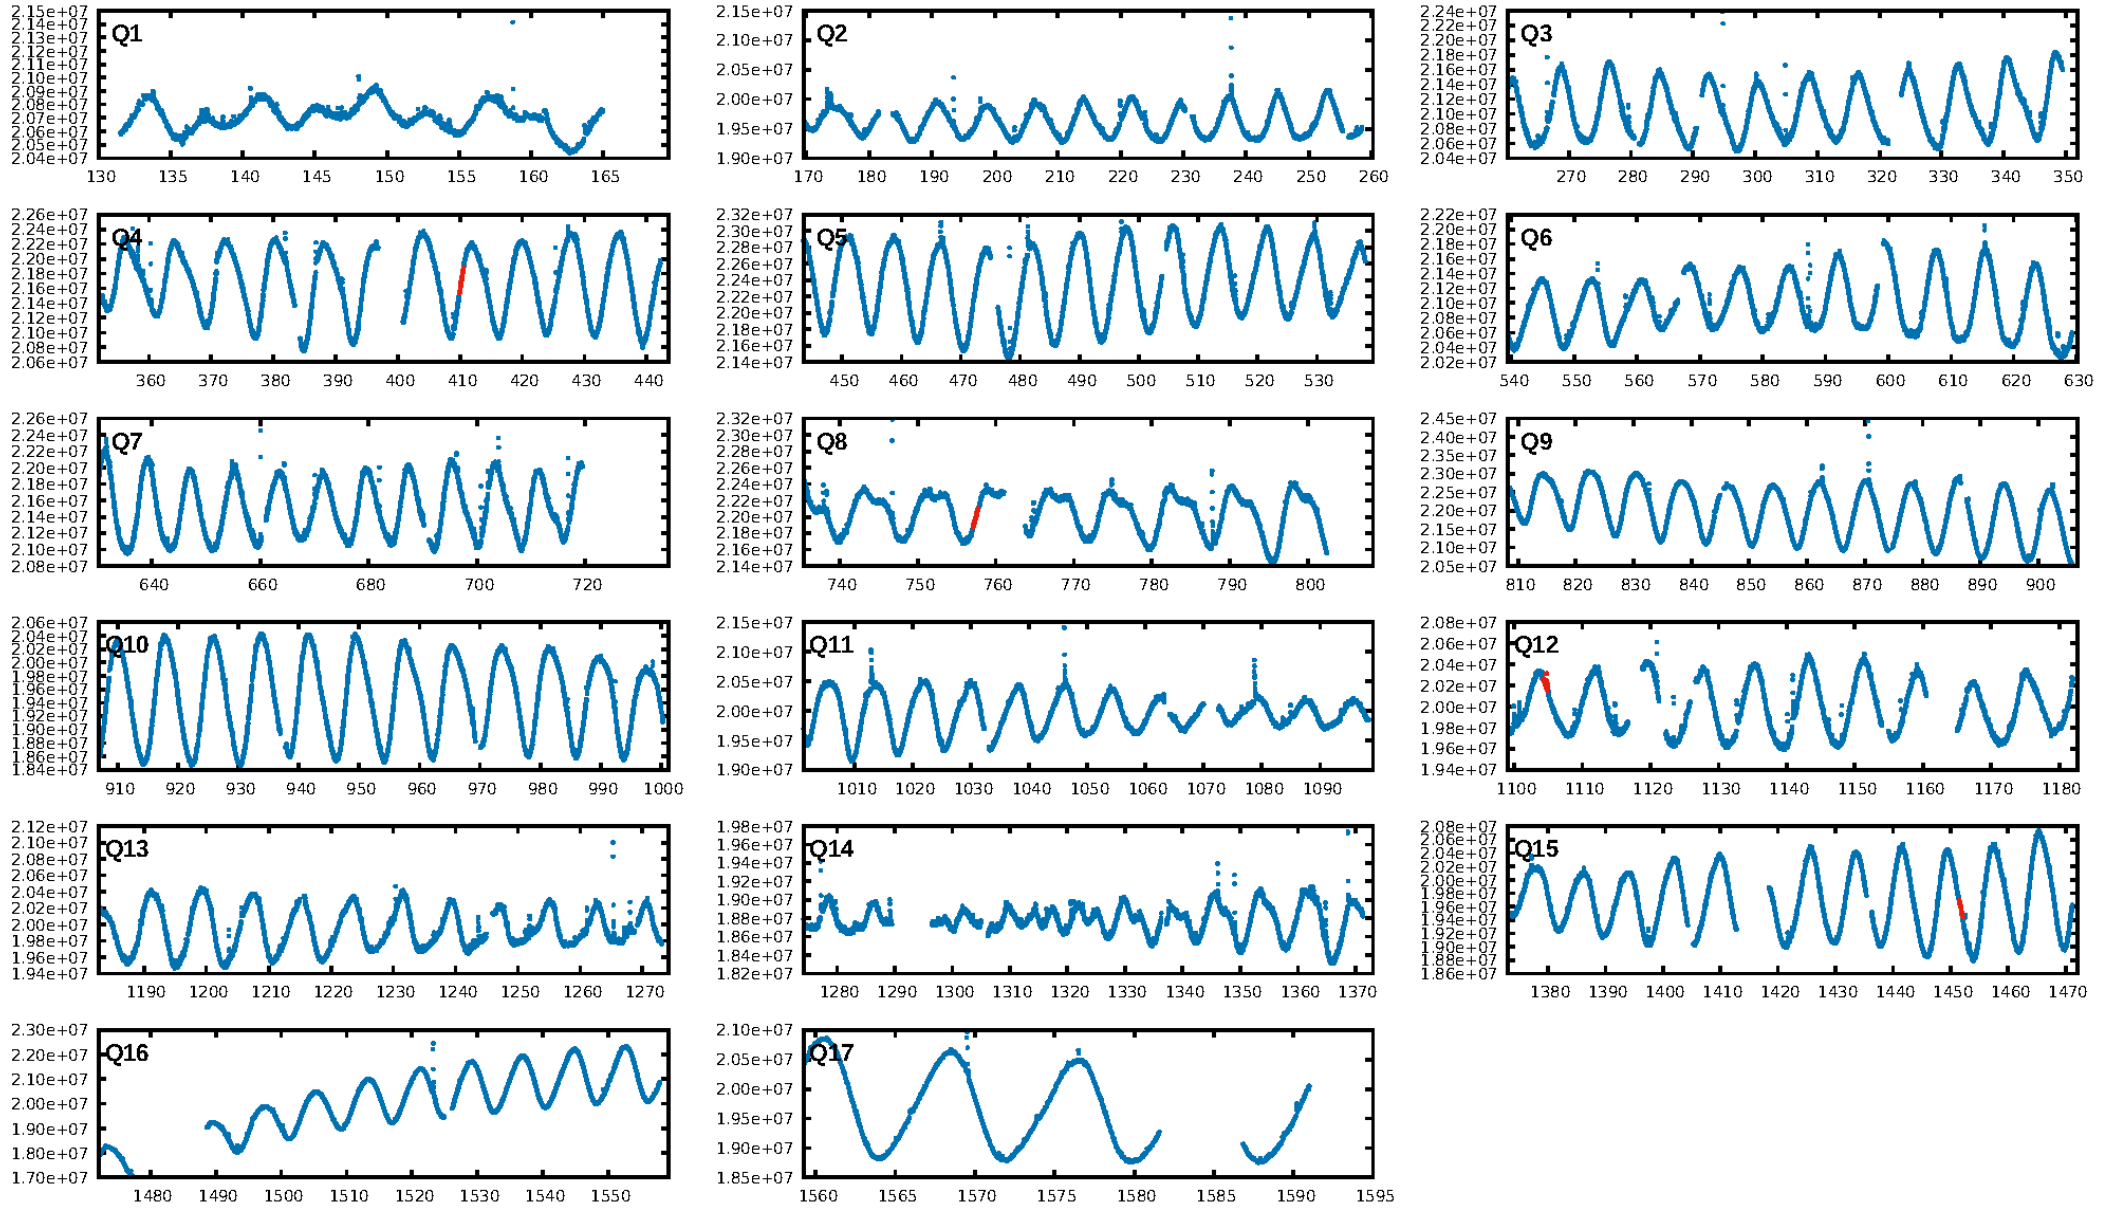 Q1
2.15e+07
2.14e+07
2.13e+07
2.12e+07
2.11e+07
2.10e+07
2.09e+07
2.08e+07
2.07e+07
2.06e+07
2.05e+07
2.04e+07
130 135 140 145 150 155 160 165
Q2
2.15e+07
2.10e+07
2.05e+07
2.00e+07
1.95e+07
1.90e+07
170 180 190 200 210 220 230 240 250 260
Q3
2.24e+07
2.22e+07
2.20e+07
2.18e+07
2.16e+07
2.14e+07
2.12e+07
2.10e+07
2.08e+07
2.06e+07
2.04e+07
270 280 290 300 310 320 330 340 350
Q4
2.26e+07
2.24e+07
2.22e+07
2.20e+07
2.18e+07
2.16e+07
2.14e+07
2.12e+07
2.10e+07
2.08e+07
2.06e+07
360 370 380 390 400 410 420 430 440
Q5
2.32e+07
2.30e+07
2.28e+07
2.26e+07
2.24e+07
2.22e+07
2.20e+07
2.18e+07
2.16e+07
2.14e+07
450 460 470 480 490 500 510 520 530
Q6
2.22e+07
2.20e+07
2.18e+07
2.16e+07
2.14e+07
2.12e+07
2.10e+07
2.08e+07
2.06e+07
2.04e+07
2.02e+07
540 550 560 570 580 590 600 610 620 630
Q7
2.26e+07
2.24e+07
2.22e+07
2.20e+07
2.18e+07
2.16e+07
2.14e+07
2.12e+07
2.10e+07
2.08e+07
640 660 680 700 720
Q8
2.32e+07
2.30e+07
2.28e+07
2.26e+07
2.24e+07
2.22e+07
2.20e+07
2.18e+07
2.16e+07
2.14e+07
740 750 760 770 780 790 800
Q9
2.45e+07
2.40e+07
2.35e+07
2.30e+07
2.25e+07
2.20e+07
2.15e+07
2.10e+07
2.05e+07
810 820 830 840 850 860 870 880 890 900
Q10
2.06e+07
2.04e+07
2.02e+07
2.00e+07
1.98e+07
1.96e+07
1.94e+07
1.92e+07
1.90e+07
1.88e+07
1.86e+07
1.84e+07
910 920 930 940 950 960 970 980 990 1000
Q11
2.15e+07
2.10e+07
2.05e+07
2.00e+07
1.95e+07
1.90e+07
1010 1020 1030 1040 1050 1060 1070 1080 1090
Q12
2.08e+07
2.06e+07
2.04e+07
2.02e+07
2.00e+07
1.98e+07
1.96e+07
1.94e+07
1100 1110 1120 1130 1140 1150 1160 1170 1180
Q13
2.12e+07
2.10e+07
2.08e+07
2.06e+07
2.04e+07
2.02e+07
2.00e+07
1.98e+07
1.96e+07
1.94e+07
1190 1200 1210 1220 1230 1240 1250 1260 1270
Q14
1.98e+07
1.96e+07
1.94e+07
1.92e+07
1.90e+07
1.88e+07
1.86e+07
1.84e+07
1.82e+07
1280 1290 1300 1310 1320 1330 1340 1350 1360 1370
Q15
2.08e+07
2.06e+07
2.04e+07
2.02e+07
2.00e+07
1.98e+07
1.96e+07
1.94e+07
1.92e+07
1.90e+07
1.88e+07
1.86e+07
1380 1390 1400 1410 1420 1430 1440 1450 1460 1470
Q16
2.30e+07
2.20e+07
2.10e+07
2.00e+07
1.90e+07
1.80e+07
1.70e+07
1480 1490 1500 1510 1520 1530 1540 1550
Q17
2.10e+07
2.05e+07
2.00e+07
1.95e+07
1.90e+07
1.85e+07
1560 1565 1570 1575 1580 1585 1590 1595